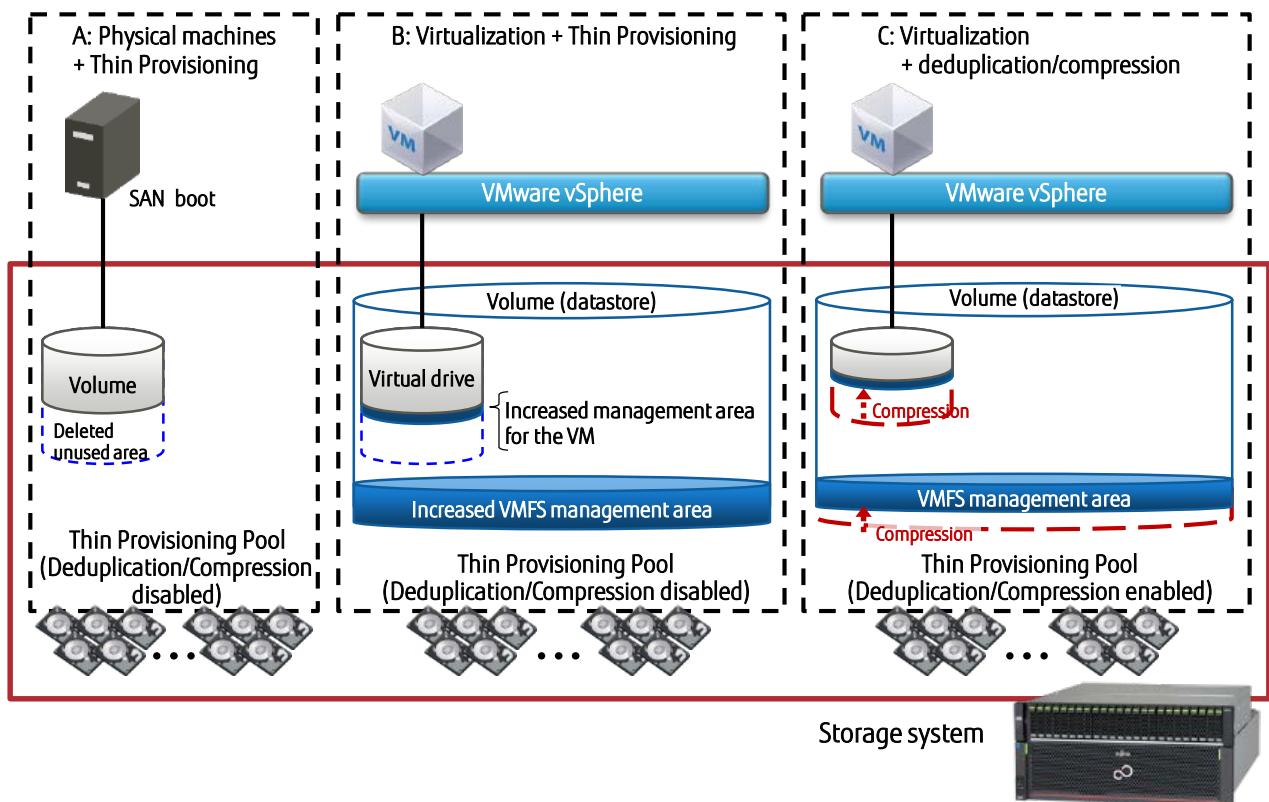 A: Physical machines
+ Thin Provisioning
SAN boot
Volume
Deleted
unused area
Thin Provisioning Pool
(Deduplication/Compression
disabled)
B: Virtualization + Thin Provisioning
VM
VMware vSphere
Volume (datastore)
Virtual drive
Increased management area
for the VM
Increased VMFS management area
Thin Provisioning Pool
(Deduplication/Compression disabled)
C: Virtualization
+ deduplication/compression
VM
VMware vSphere
Volume (datastore)
Compression
VMFS management area
Compression
Thin Provisioning Pool
(Deduplication/Compression enabled)
Storage system